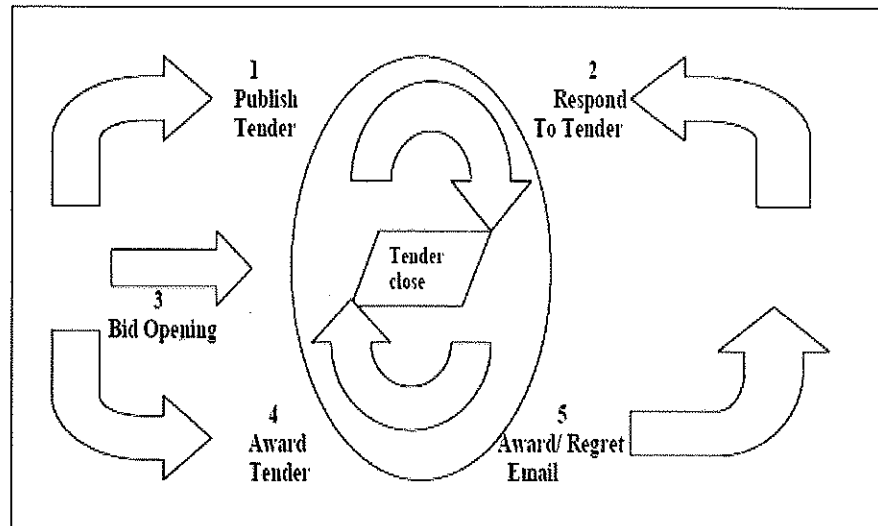 1
Publish
Tender
2
Respond
To Tender
Tender
close
3
Bid Opening
4
Award
Tender
5
Award/ Regret
Email